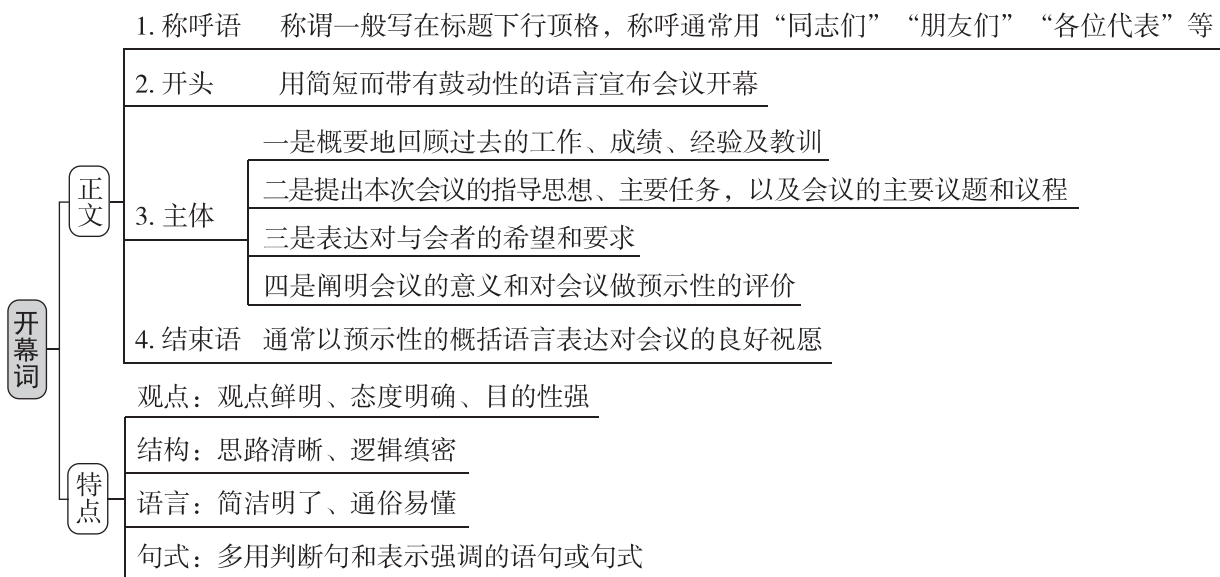 1. 称呼语 称谓一般写在标题下行顶格，称呼通常用“同志们”“朋友们”“各位代表”等
2. 开头 用简短而带有鼓动性的语言宣布会议开幕
正文
3. 主体
一是概要地回顾过去的工作、成绩、经验及教训
二是提出本次会议的指导思想、主要任务，以及会议的主要议题和议程
三是表达对与会者的希望和要求
四是阐明会议的意义和对会议做预示性的评价
4. 结束语 通常以预示性的概括语言表达对会议的良好祝愿
开幕词
特点
观点：观点鲜明、态度明确、目的性强
结构：思路清晰、逻辑缜密
语言：简洁明了、通俗易懂
句式：多用判断句和表示强调的语句或句式